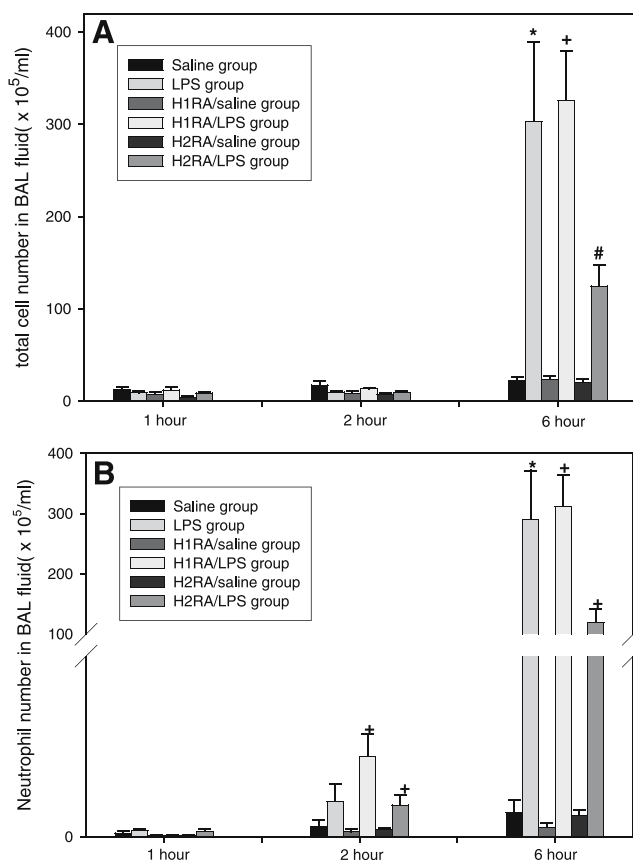 A
400
300
200
100
0
total cell number in BAL fluid( x 10⁵/ml)
Saline group
LPS group
H1RA/saline group
H1RA/LPS group
H2RA/saline group
H2RA/LPS group
*
+
#
1 hour
2 hour
6 hour
B
400
300
200
100
0
Neutrophil number in BAL fluid( x 10⁵/ml)
Saline group
LPS group
H1RA/saline group
H1RA/LPS group
H2RA/saline group
H2RA/LPS group
*
+
+
+
+
1 hour
2 hour
6 hour